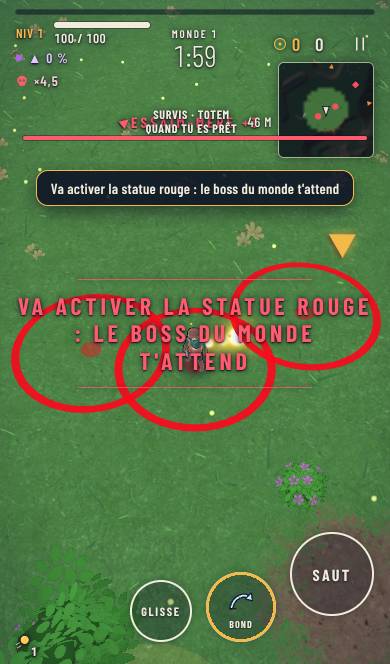 NIV 1
100/ 100
MONDE 1
1:59
0 0
▲ 0 %
×4,5
SURVIS · TOTEM
46 M
QUAND TU ES PRÊT
Va activer la statue rouge : le boss du monde t'attend
VA ACTIVER LA STATUE ROUGE
: LE BOSS DU MONDE
T'ATTEND
SAUT
GLISSE
BOND
1